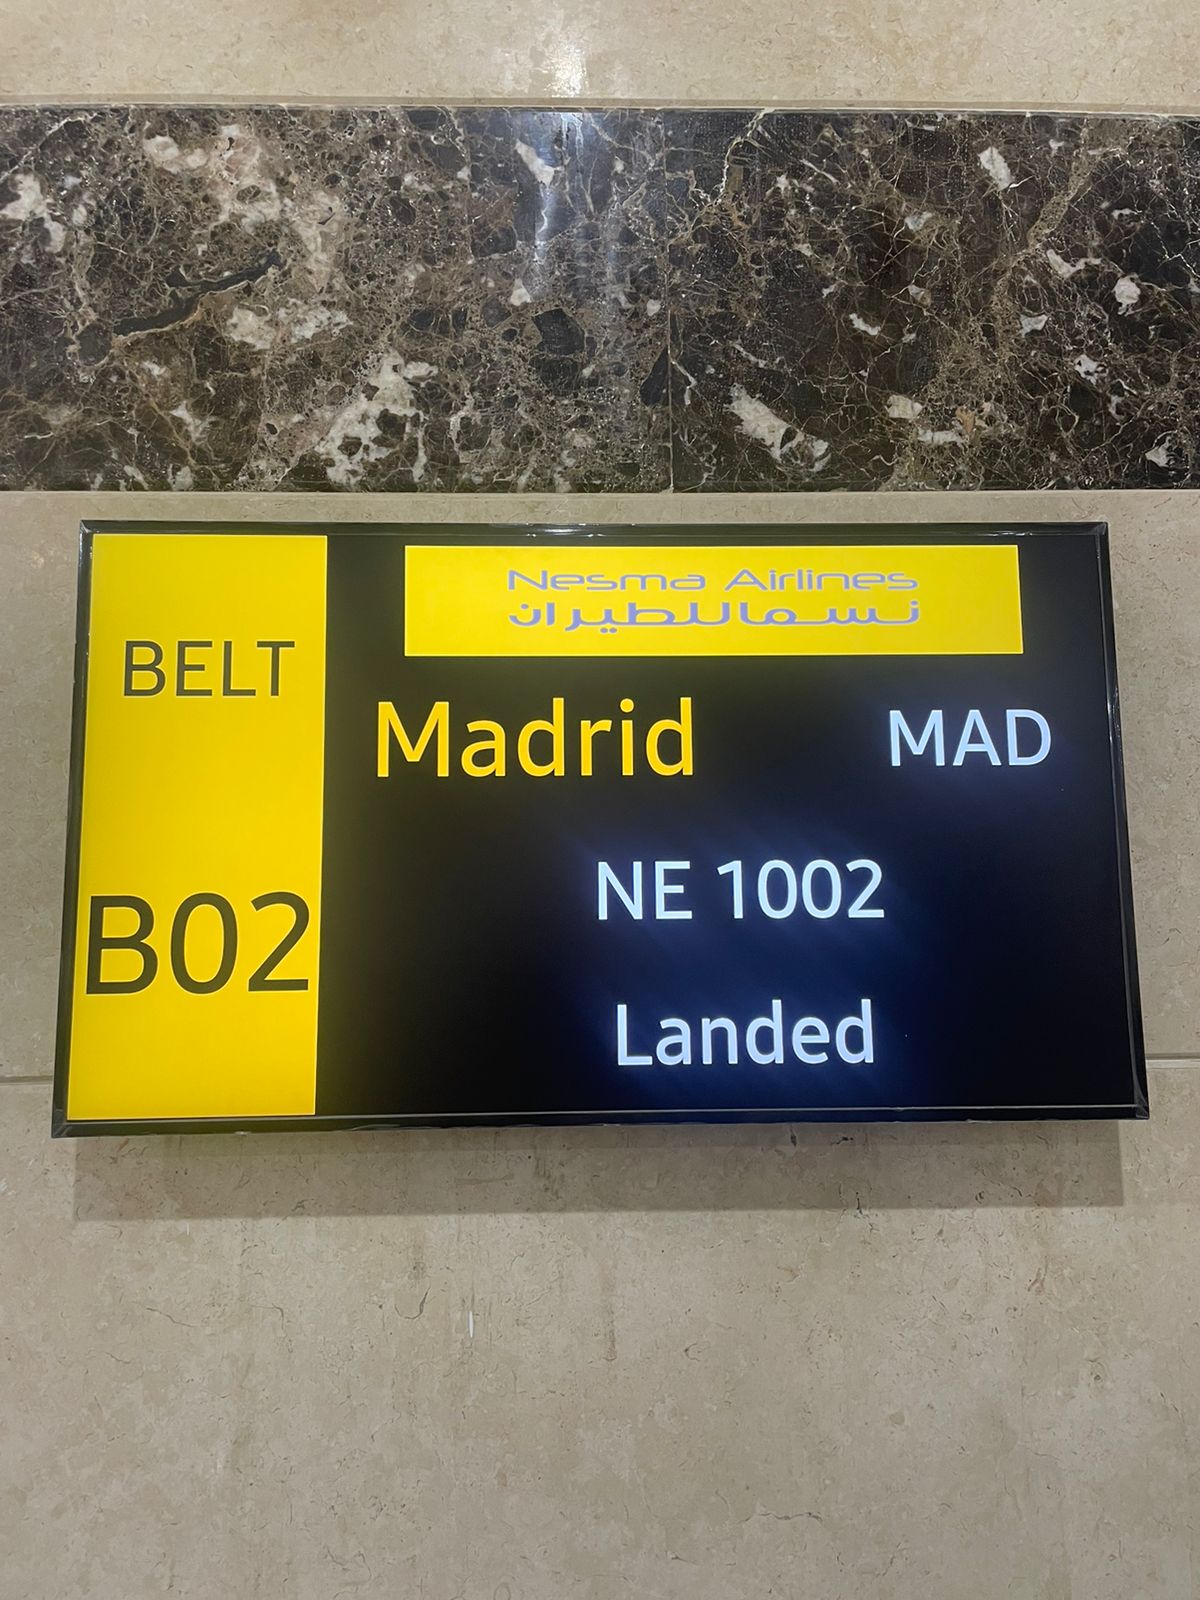 BELT
B02
Nesma Airlines
نسما للطيران
Madrid MAD
NE 1002
Landed